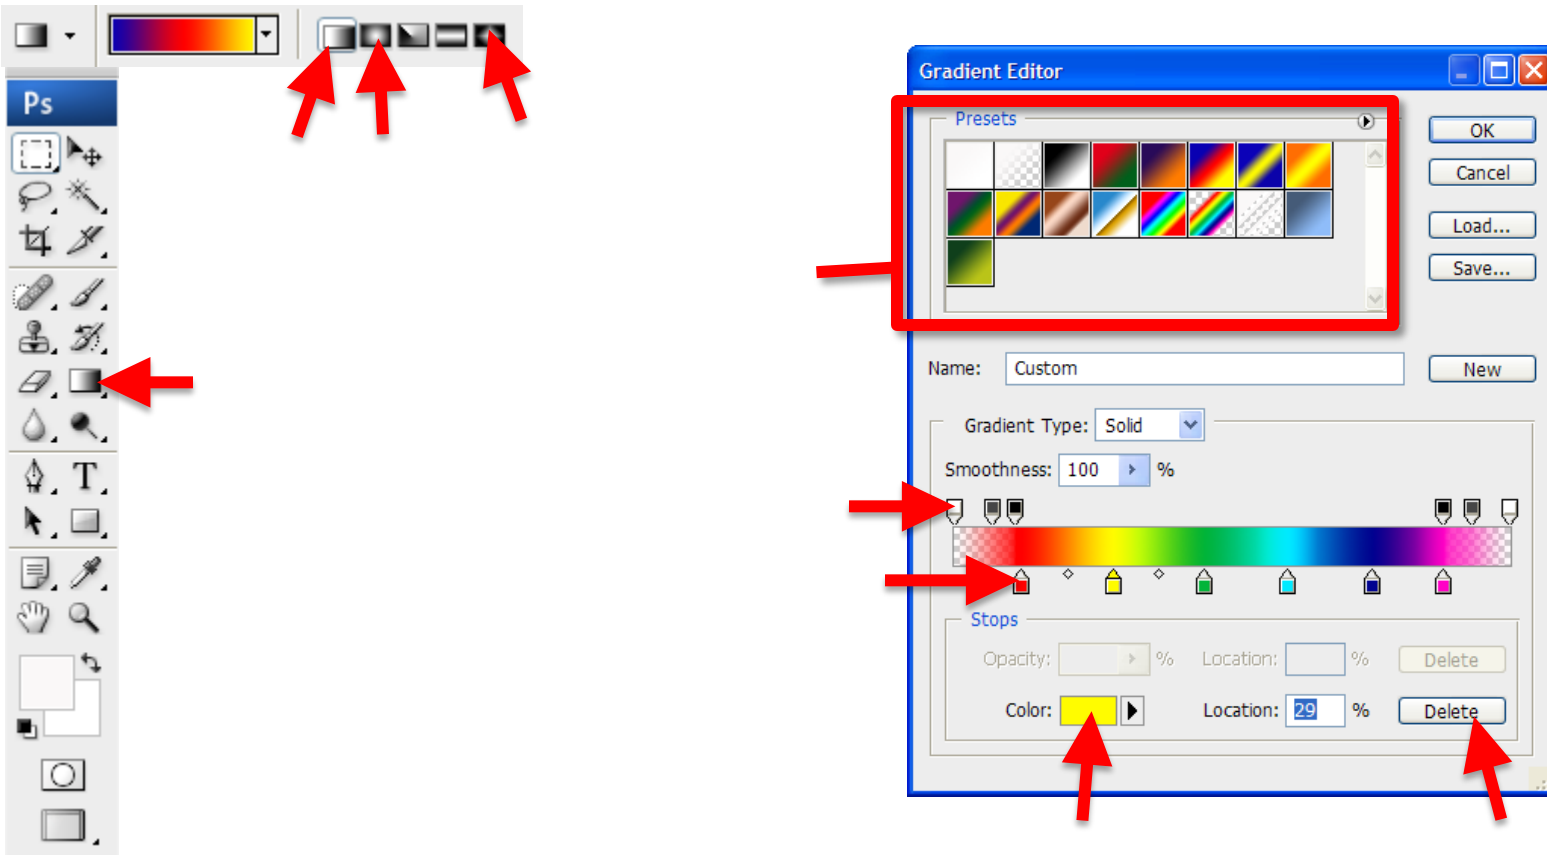 Ps
T
Gradient Editor
Presets
OK
Cancel
Load...
Save...
Name: Custom
New
Gradient Type: Solid
Smoothness: 100 %
Stops
Opacity: % Location: % Delete
Color: Location: 29 % Delete